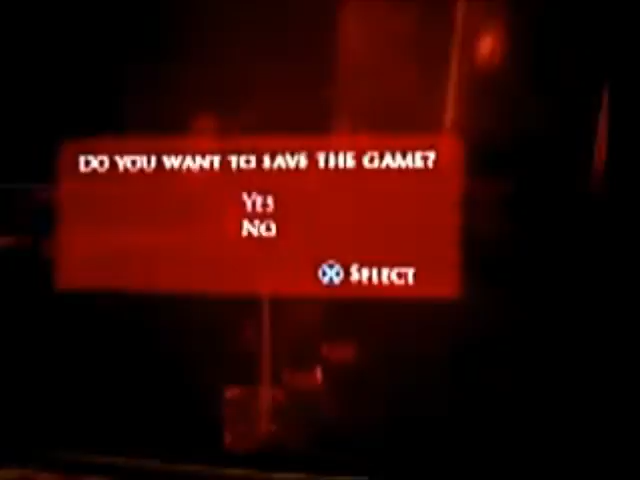 DO YOU WANT TO SAVE THE GAME?
YES
NO
SELECT